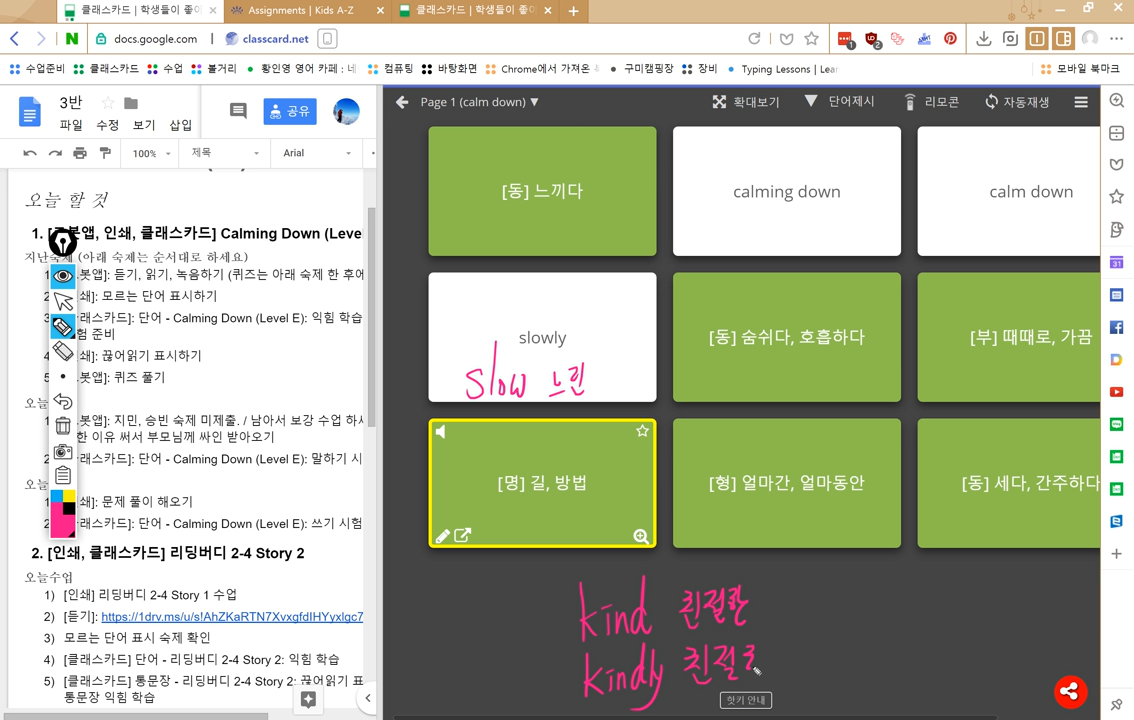 클래스카드 | 학생들이 좋아
Assignments | Kids A-Z
클래스카드 | 학생들이 좋아
docs.google.com
classcard.net
수업준비
클래스카드
수업
볼거리
황인영 영어 카페 : 네
컴퓨팅
바탕화면
Chrome에서 가져온
구미캠핑장
장비
Typing Lessons | Lear
모바일 북마크
3반
파일 수정 보기 삽입
공유
100%
제목
Arial
오늘 할 것
Calming Down (Leve
지난숙제 (아래 숙제는 순서대로 하세요)
봇앱]: 듣기, 읽기, 녹음하기 (퀴즈는 아래 숙제 한 후에
쇄]: 모르는 단어 표시하기
래스카드]: 단어 - Calming Down (Level E): 익힘 학습
험 준비
쇄]: 끊어읽기 표시하기
봇앱]: 퀴즈 풀기
오늘
봇앱]: 지민, 승빈 숙제 미제출. / 남아서 보강 수업 하시
한 이유 써서 부모님께 싸인 받아오기
래스카드]: 단어 - Calming Down (Level E): 말하기 시
오늘
쇄]: 문제 풀이 해오기
래스카드]: 단어 - Calming Down (Level E): 쓰기 시험
2. [인쇄, 클래스카드] 리딩버디 2-4 Story 2
오늘수업
1) [인쇄] 리딩버디 2-4 Story 1 수업
2) [듣기]: https://1drv.ms/u/s!AhZKaRTN7XvxgfdIHYyxlgc7
3) 모르는 단어 표시 숙제 확인
4) [클래스카드] 단어 - 리딩버디 2-4 Story 2: 익힘 학습
5) [클래스카드] 통문장 - 리딩버디 2-4 Story 2: 끊어읽기 표
통문장 익힘 학습
Page 1 (calm down) ▼
확대보기
단어제시
리모콘
자동재생
[동] 느끼다
calming down
calm down
slowly
slow 느린
[동] 숨쉬다, 호흡하다
[부] 때때로, 가끔
[명] 길, 방법
[형] 얼마간, 얼마동안
[동] 세다, 간주하다
kind 친절한
kindly 친절
핫키 안내